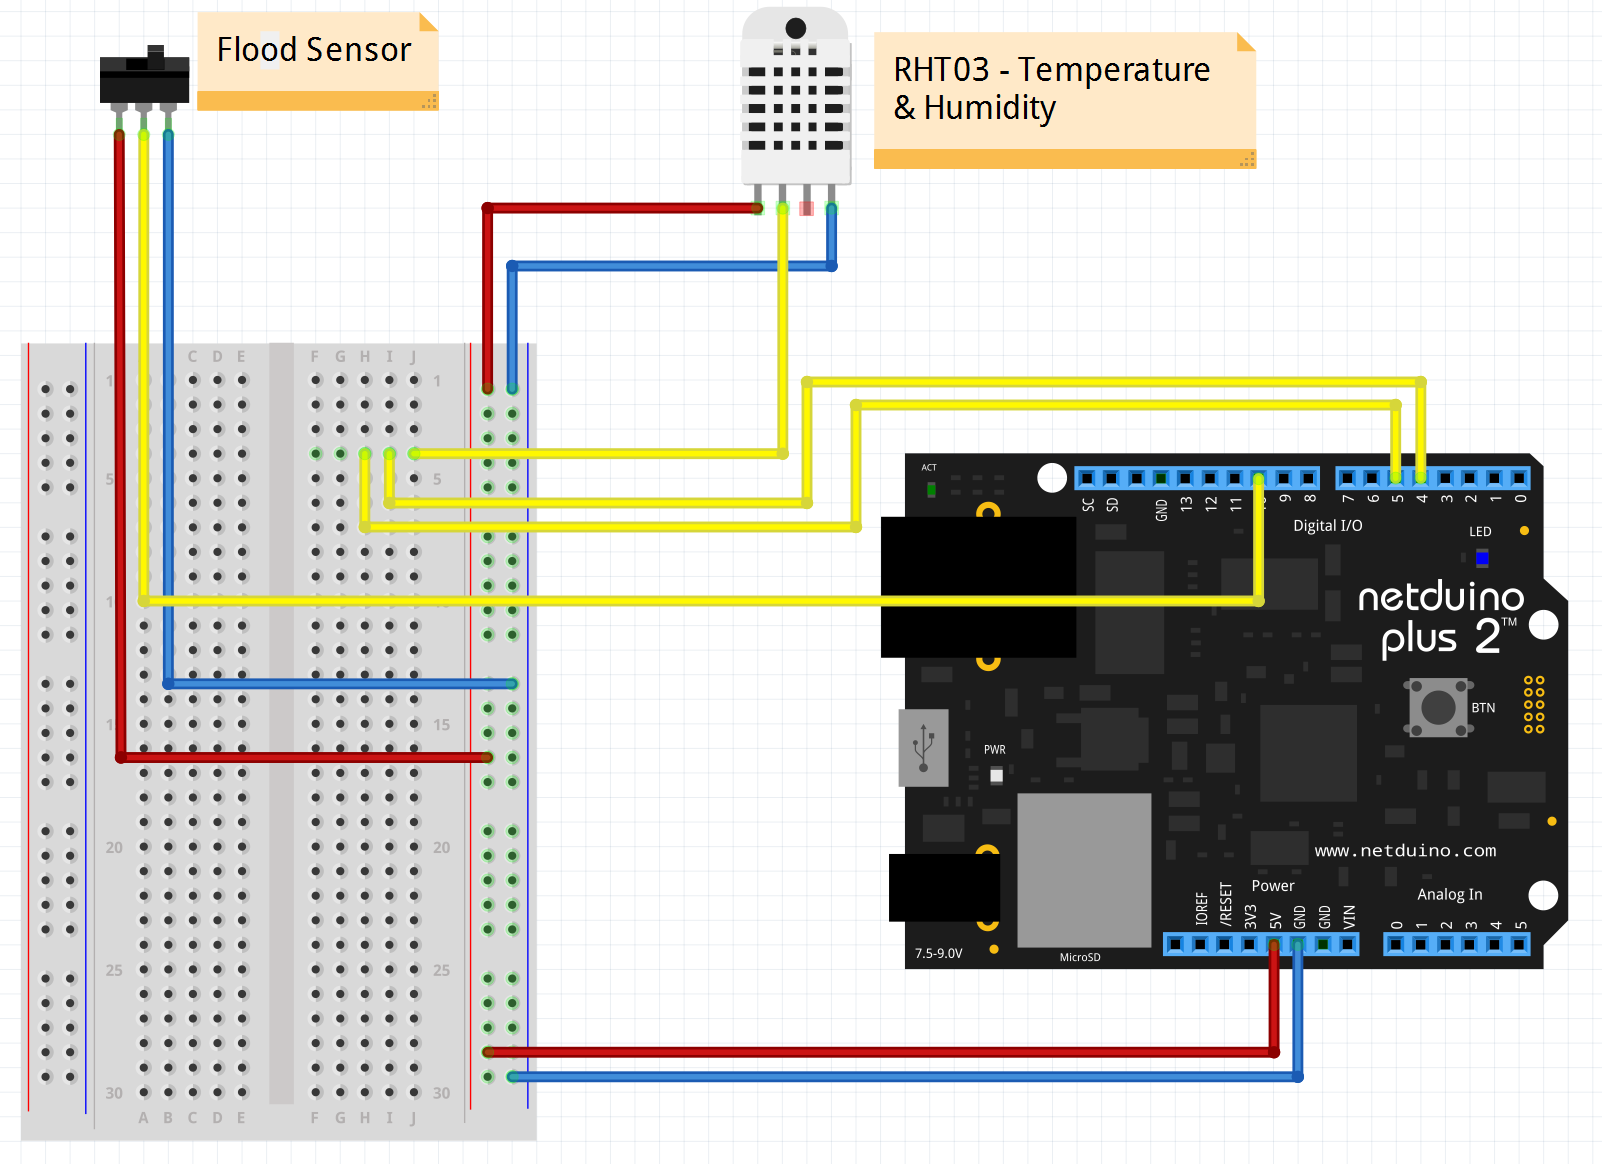 Flood Sensor
RHT03 - Temperature
& Humidity
C D E F G H I J
1 1
5 5
1
1 15
20 20
25 25
30 30
A B C D E F G H I J
ACT
SC SD GND 13 12 11 9 8 7 6 5 4 3 2 1 0
Digital I/O
LED
netduino
plus 2™
BTN
PWR
www.netduino.com
Power
Analog In
IOREF /RESET 3V3 5V GND GND VIN 0 1 2 3 4 5
7.5-9.0V
MicroSD